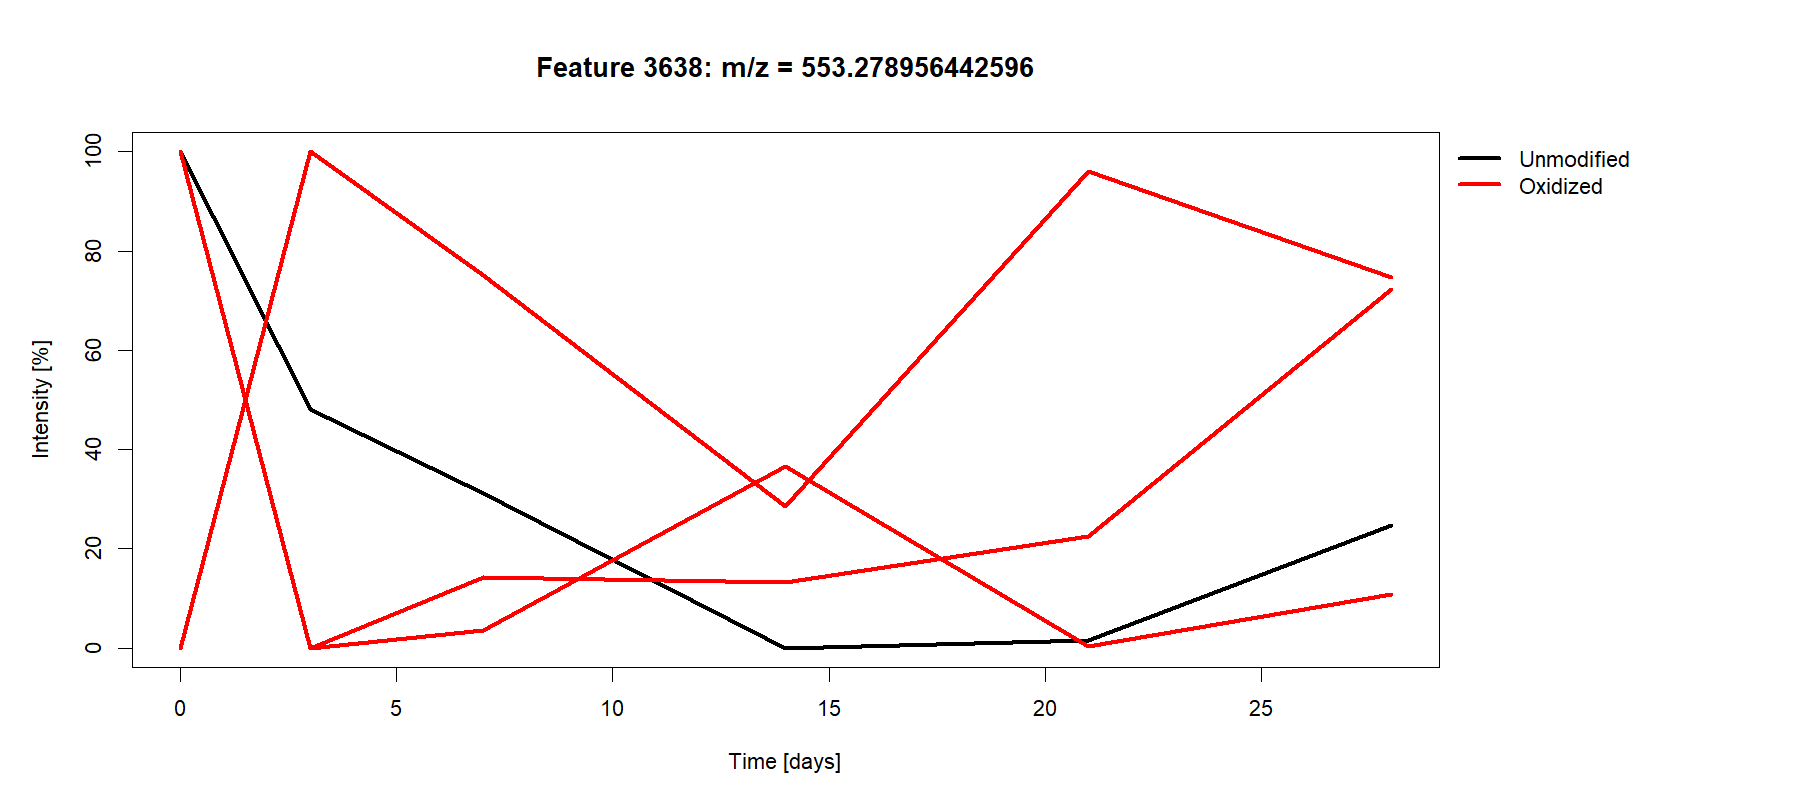 Feature 3638: m/z = 553.278956442596
Unmodified
Oxidized
Intensity [%]
100
80
60
40
20
0
0 5 10 15 20 25
Time [days]